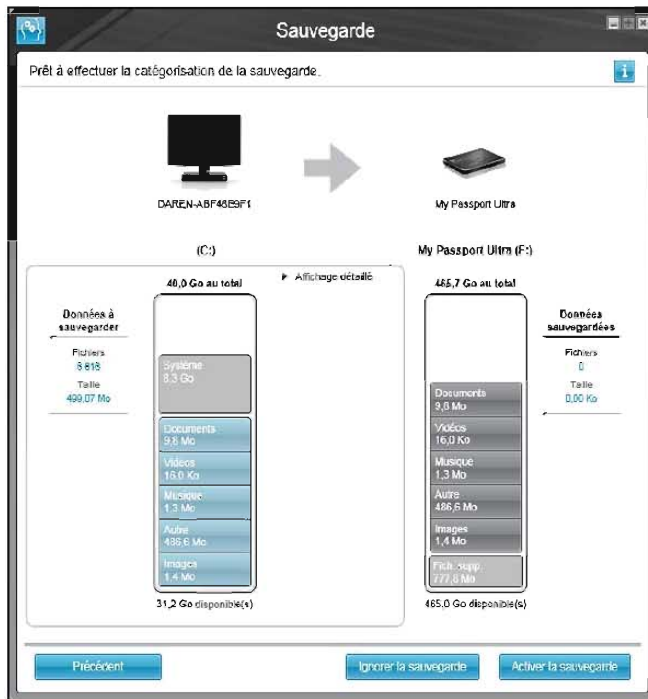 Sauvegarde
Prêt à effectuer la catégorisation de la sauvegarde.
DAREN-ABF48E9F1
My Passport Ultra
(C:)
My Passport Ultra (F:)
40,0 Go au total
Affichage détaillé
465,7 Go au total
Données à
sauvegarder
Fichiers
6 818
Taille
499,07 Mo
Système
8,3 Go
Documents
9,8 Mo
Vidéos
16,0 Ko
Musique
1,3 Mo
Autre
486,6 Mo
Images
1,4 Mo
31,2 Go disponible(s)
Documents
9,8 Mo
Vidéos
16,0 Ko
Musique
1,3 Mo
Autre
486,6 Mo
Images
1,4 Mo
Fich. supp.
777,8 Mo
465,0 Go disponible(s)
Données
sauvegardées
Fichiers
0
Taille
0,00 Ko
Précédent
Ignorer la sauvegarde
Activer la sauvegarde